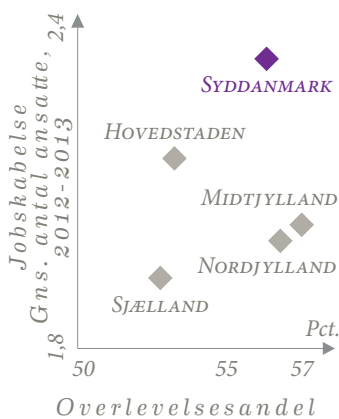 2,4
Jobskabelse
Gns. antal ansatte,
2012-2013
1,8
SYDDANMARK
HOVEDSTADEN
MIDTJYLLAND
NORDJYLLAND
SJÆLLAND
Pct.
50 55 57
Overlevelsesandel